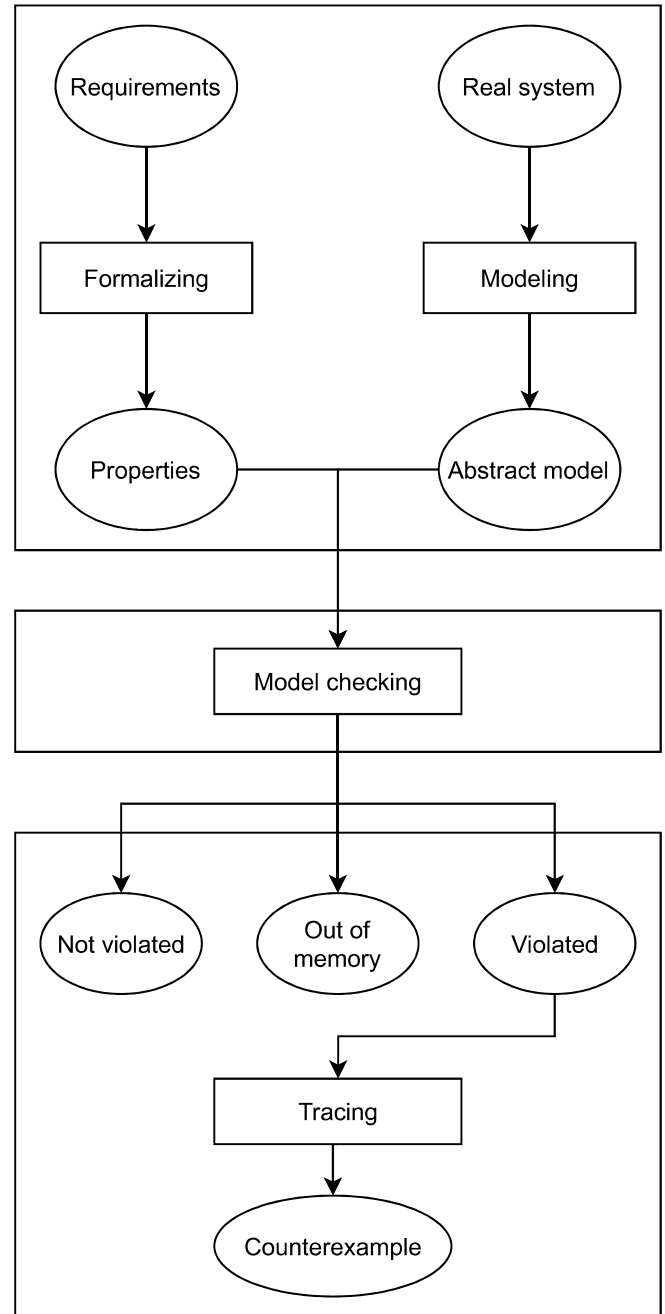 Requirements
Real system
Formalizing
Modeling
Properties
Abstract model
Model checking
Not violated
Out of
memory
Violated
Tracing
Counterexample